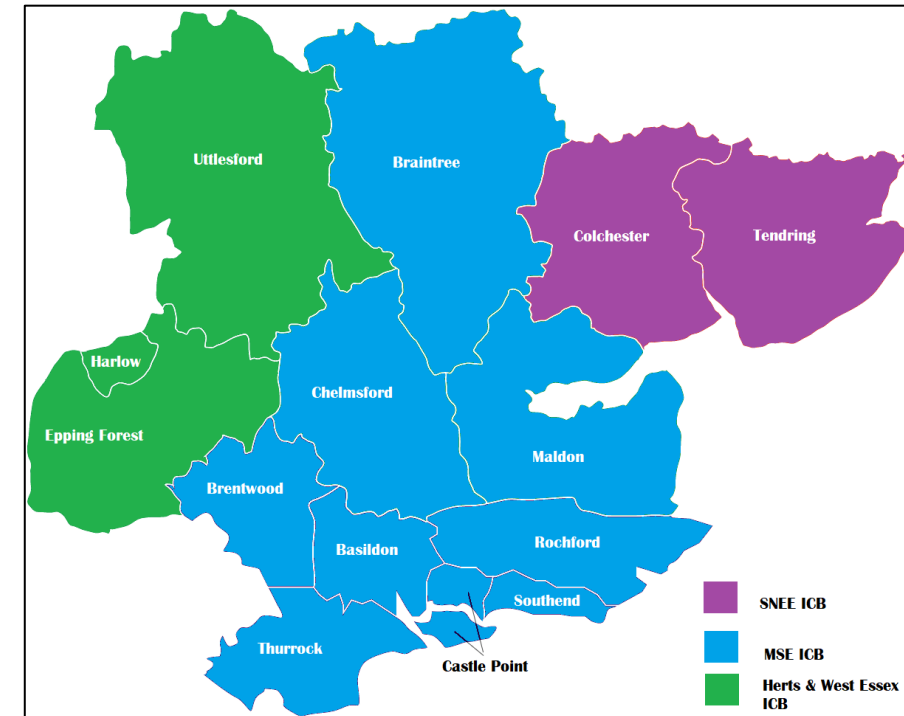 Uttlesford
Braintree
Colchester
Tendring
Harlow
Chelmsford
Epping Forest
Maldon
Brentwood
Basildon
Rochford
Southend
Thurrock
Castle Point
SNEE ICB
MSE ICB
Herts & West Essex
ICB